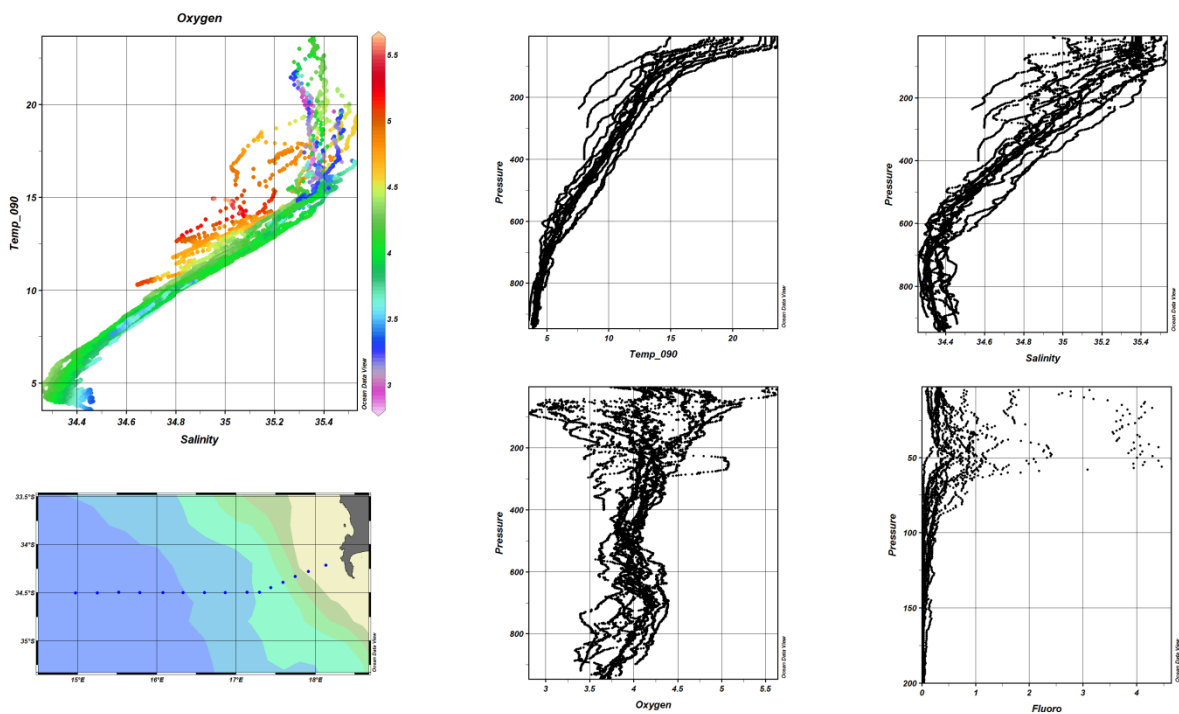 Oxygen
20
15
10
5
Temp_090
34.4 34.6 34.8 35 35.2 35.4
Salinity
5.5
5
4.5
4
3.5
3
Ocean Data View
200
400
600
800
Pressure
5 10 15 20
Temp_090
Ocean Data View
200
400
600
800
Pressure
34.4 34.6 34.8 35 35.2 35.4
Salinity
Ocean Data View
33.5°S
34°S
34.5°S
35°S
15°E 16°E 17°E 18°E
Ocean Data View
200
400
600
800
Pressure
3 3.5 4 4.5 5 5.5
Oxygen
Ocean Data View
50
100
150
200
Pressure
0 1 2 3 4
Fluoro
Ocean Data View